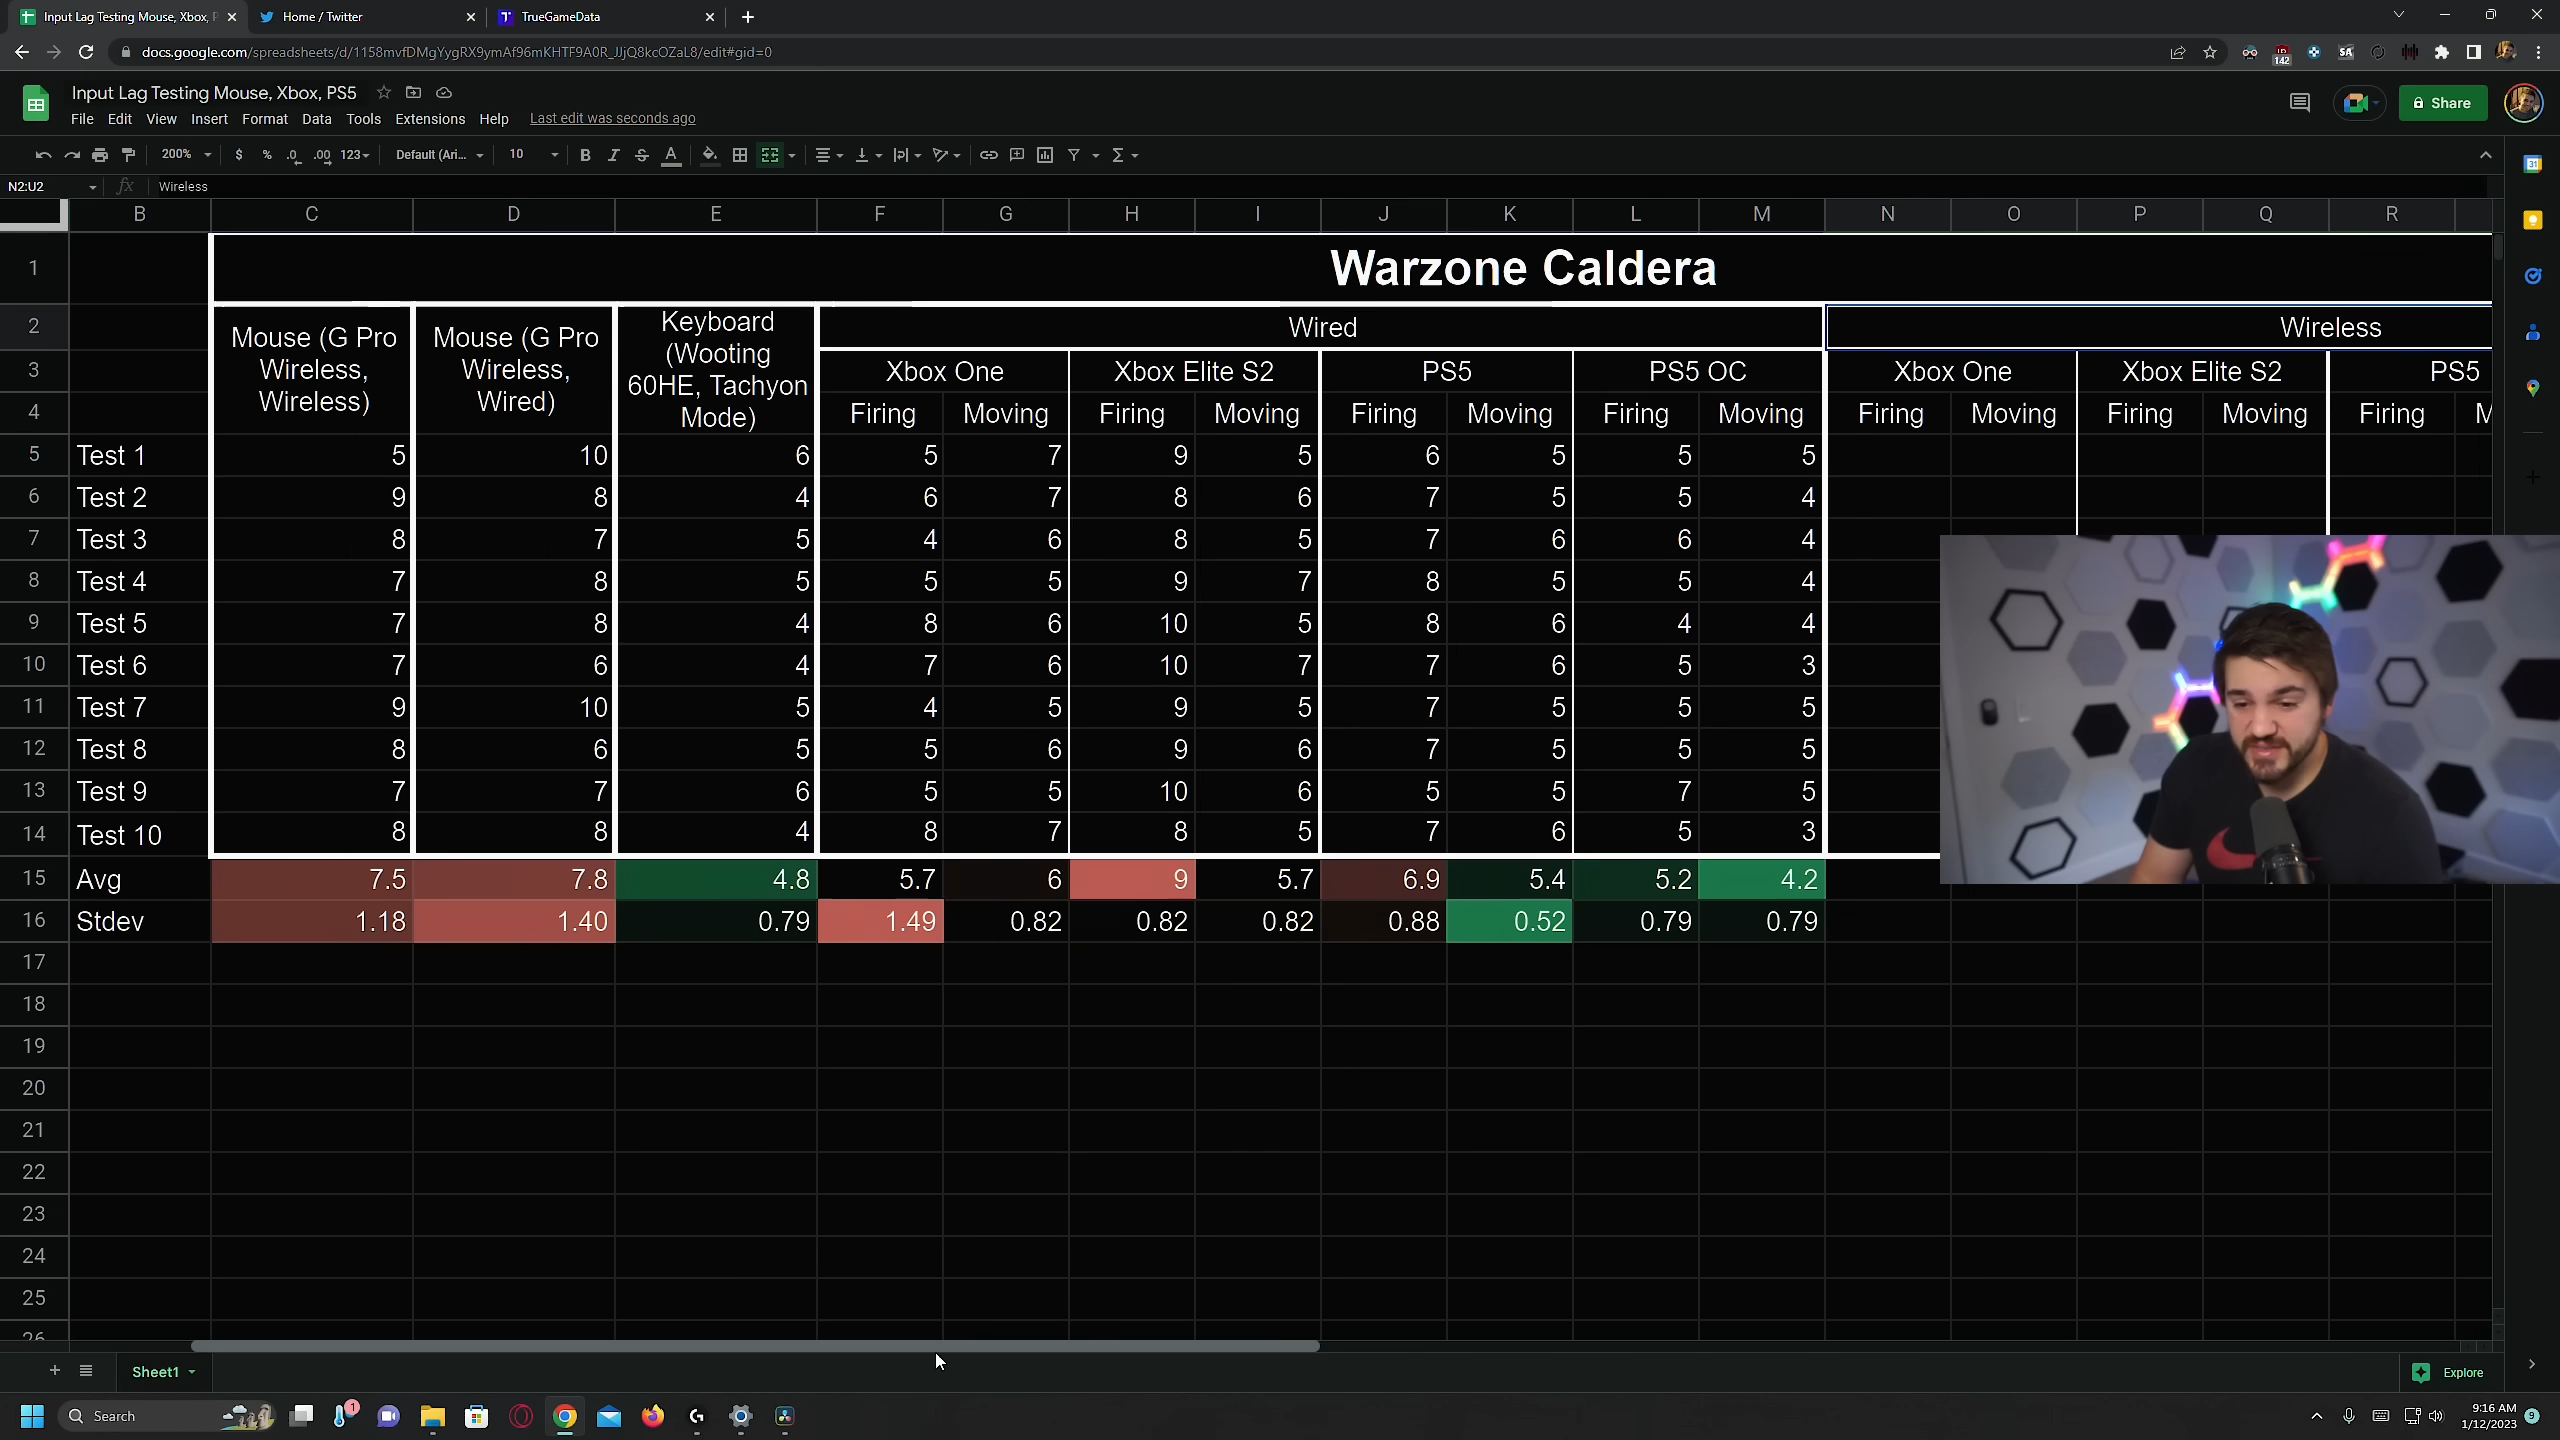 Input Lag Testing Mouse, Xbox, P
Home / Twitter
TrueGameData
docs.google.com/spreadsheets/d/1158mvfDMgYygRX9ymAf96mKHTF9A0R_JJjQ8kcOZaL8/edit#gid=0
142
Input Lag Testing Mouse, Xbox, PS5
File Edit View Insert Format Data Tools Extensions Help Last edit was seconds ago
Share
200% $ % .0 .00 123 Default (Ari... 10 B I S A
N2:U2 fx Wireless
B C D E F G H I J K L M N O P Q R
1 Warzone Caldera
2 Mouse (G Pro Wireless, Wireless) Mouse (G Pro Wireless, Wired) Keyboard (Wooting 60HE, Tachyon Mode) Wired Wireless
3 Xbox One Xbox Elite S2 PS5 PS5 OC Xbox One Xbox Elite S2 PS5
4 Firing Moving Firing Moving Firing Moving Firing Moving Firing Moving Firing Moving Firing M
5 Test 1 5 10 6 5 7 9 5 6 5 5 5
6 Test 2 9 8 4 6 7 8 6 7 5 5 4
7 Test 3 8 7 5 4 6 8 5 7 6 6 4
8 Test 4 7 8 5 5 5 9 7 8 5 5 4
9 Test 5 7 8 4 8 6 10 5 8 6 4 4
10 Test 6 7 6 4 7 6 10 7 7 6 5 3
11 Test 7 9 10 5 4 5 9 5 7 5 5 5
12 Test 8 8 6 5 5 6 9 6 7 5 5 5
13 Test 9 7 7 6 5 5 10 6 5 5 7 5
14 Test 10 8 8 4 8 7 8 5 7 6 5 3
15 Avg 7.5 7.8 4.8 5.7 6 9 5.7 6.9 5.4 5.2 4.2
16 Stdev 1.18 1.40 0.79 1.49 0.82 0.82 0.82 0.88 0.52 0.79 0.79
17
18
19
20
21
22
23
24
25
26
Sheet1
Explore
Search
1
9:16 AM
1/12/2023
9